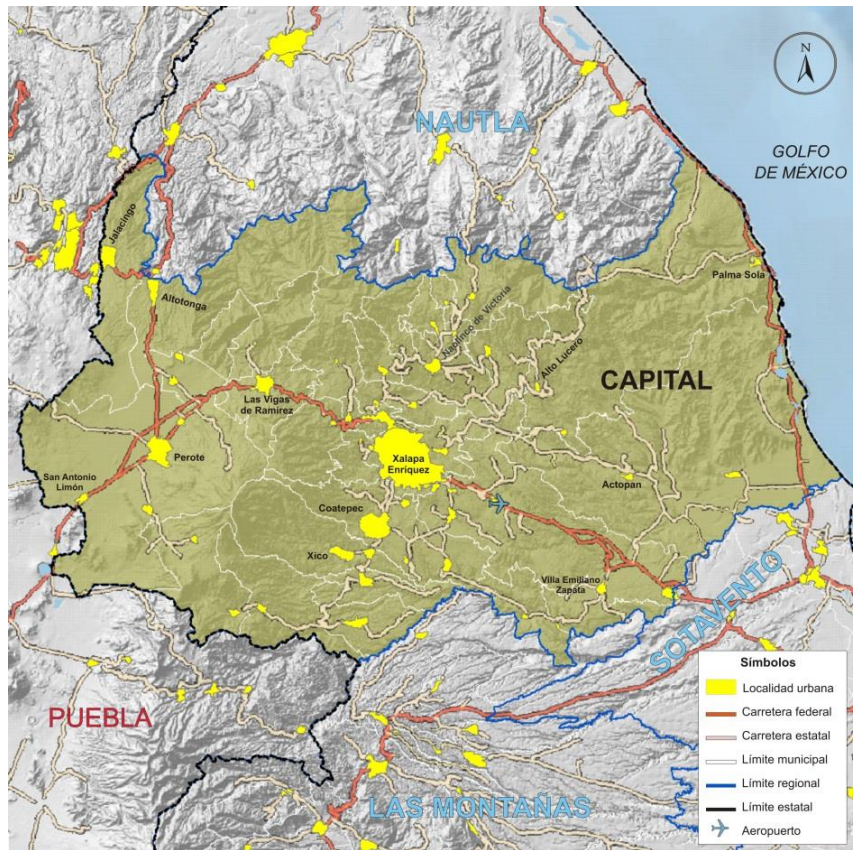 N
NAUTLA
GOLFO
DE MÉXICO
Jalacingo
Palma Sola
Altotonga
Naolinco de Victoria
Alto Lucero
CAPITAL
Las Vigas
de Ramírez
Perote
Xalapa
Enríquez
San Antonio
Limón
Actopan
Coatepec
Xico
Villa Emiliano
Zapata
SOTAVENTO
PUEBLA
LAS MONTAÑAS
Símbolos
Localidad urbana
Carretera federal
Carretera estatal
Límite municipal
Límite regional
Límite estatal
Aeropuerto